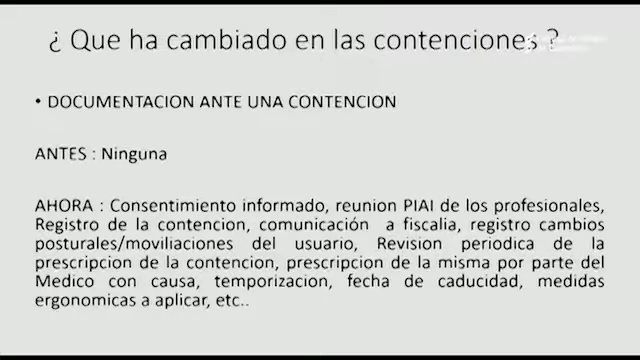 ¿ Que ha cambiado en las contenciones ?
• DOCUMENTACION ANTE UNA CONTENCION
ANTES : Ninguna
AHORA : Consentimiento informado, reunion PIAI de los profesionales,
Registro de la contencion, comunicación a fiscalia, registro cambios
posturales/moviliaciones del usuario, Revision periodica de la
prescripcion de la contencion, prescripcion de la misma por parte del
Medico con causa, temporizacion, fecha de caducidad, medidas
ergonomicas a aplicar, etc..